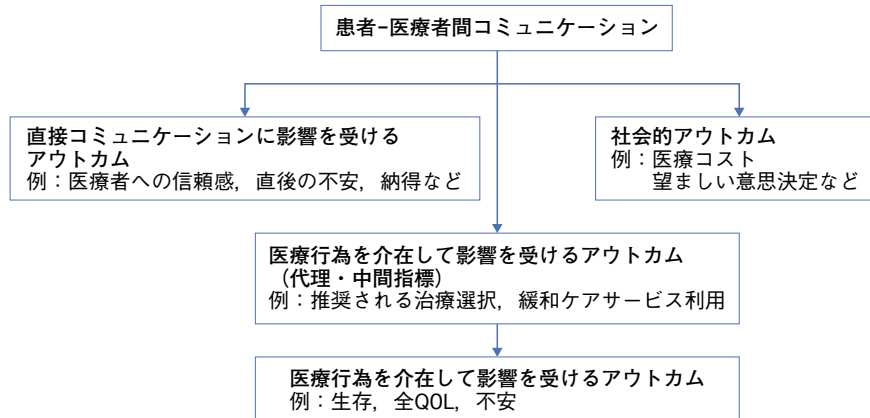 患者-医療者間コミュニケーション
直接コミュニケーションに影響を受ける
アウトカム
例：医療者への信頼感，直後の不安，納得など
社会的アウトカム
例：医療コスト
望ましい意思決定など
医療行為を介在して影響を受けるアウトカム
（代理・中間指標）
例：推奨される治療選択，緩和ケアサービス利用
医療行為を介在して影響を受けるアウトカム
例：生存，全QOL，不安